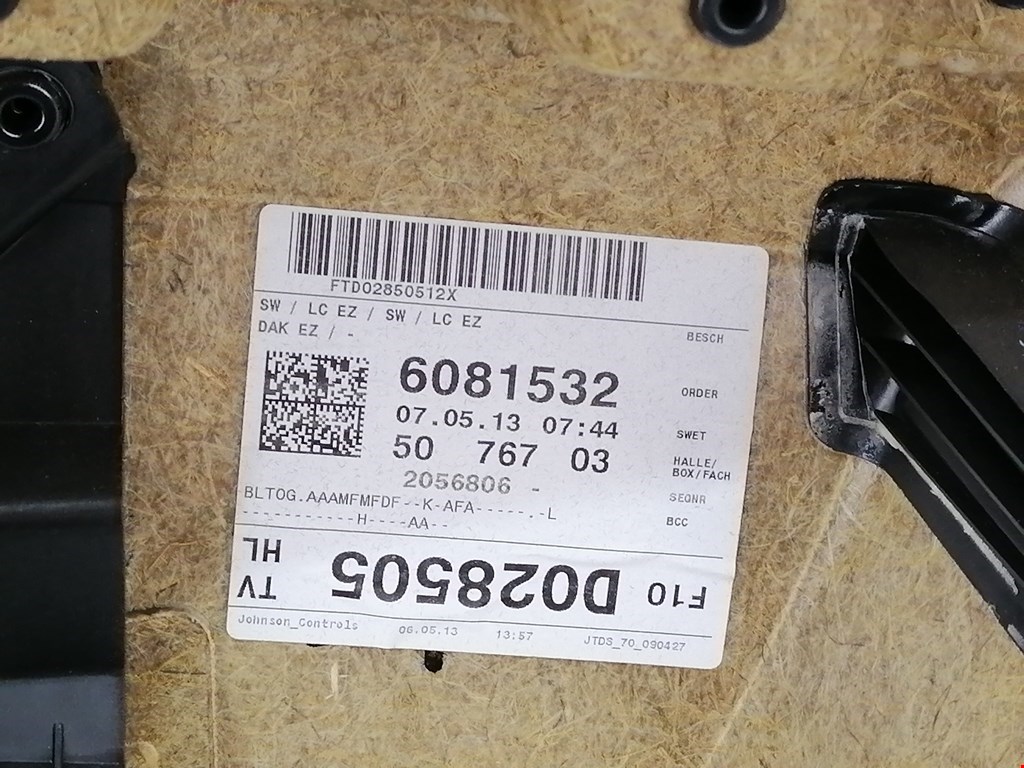 FTD02850512X
SW / LC EZ / SW / LC EZ
DAK EZ / -
BESCH
6081532 ORDER
07.05.13 07:44 SWET
50 767 03 HALLE/
BOX/FACH
2056806 - SEQNR
BLTOG.AAAMFMFDF--K-AFA-----.-L
-----------H----AA--
BCC
F10 D028505 TV
HL
Johnson_Controls 06.05.13 13:57 JTDS_70_090427